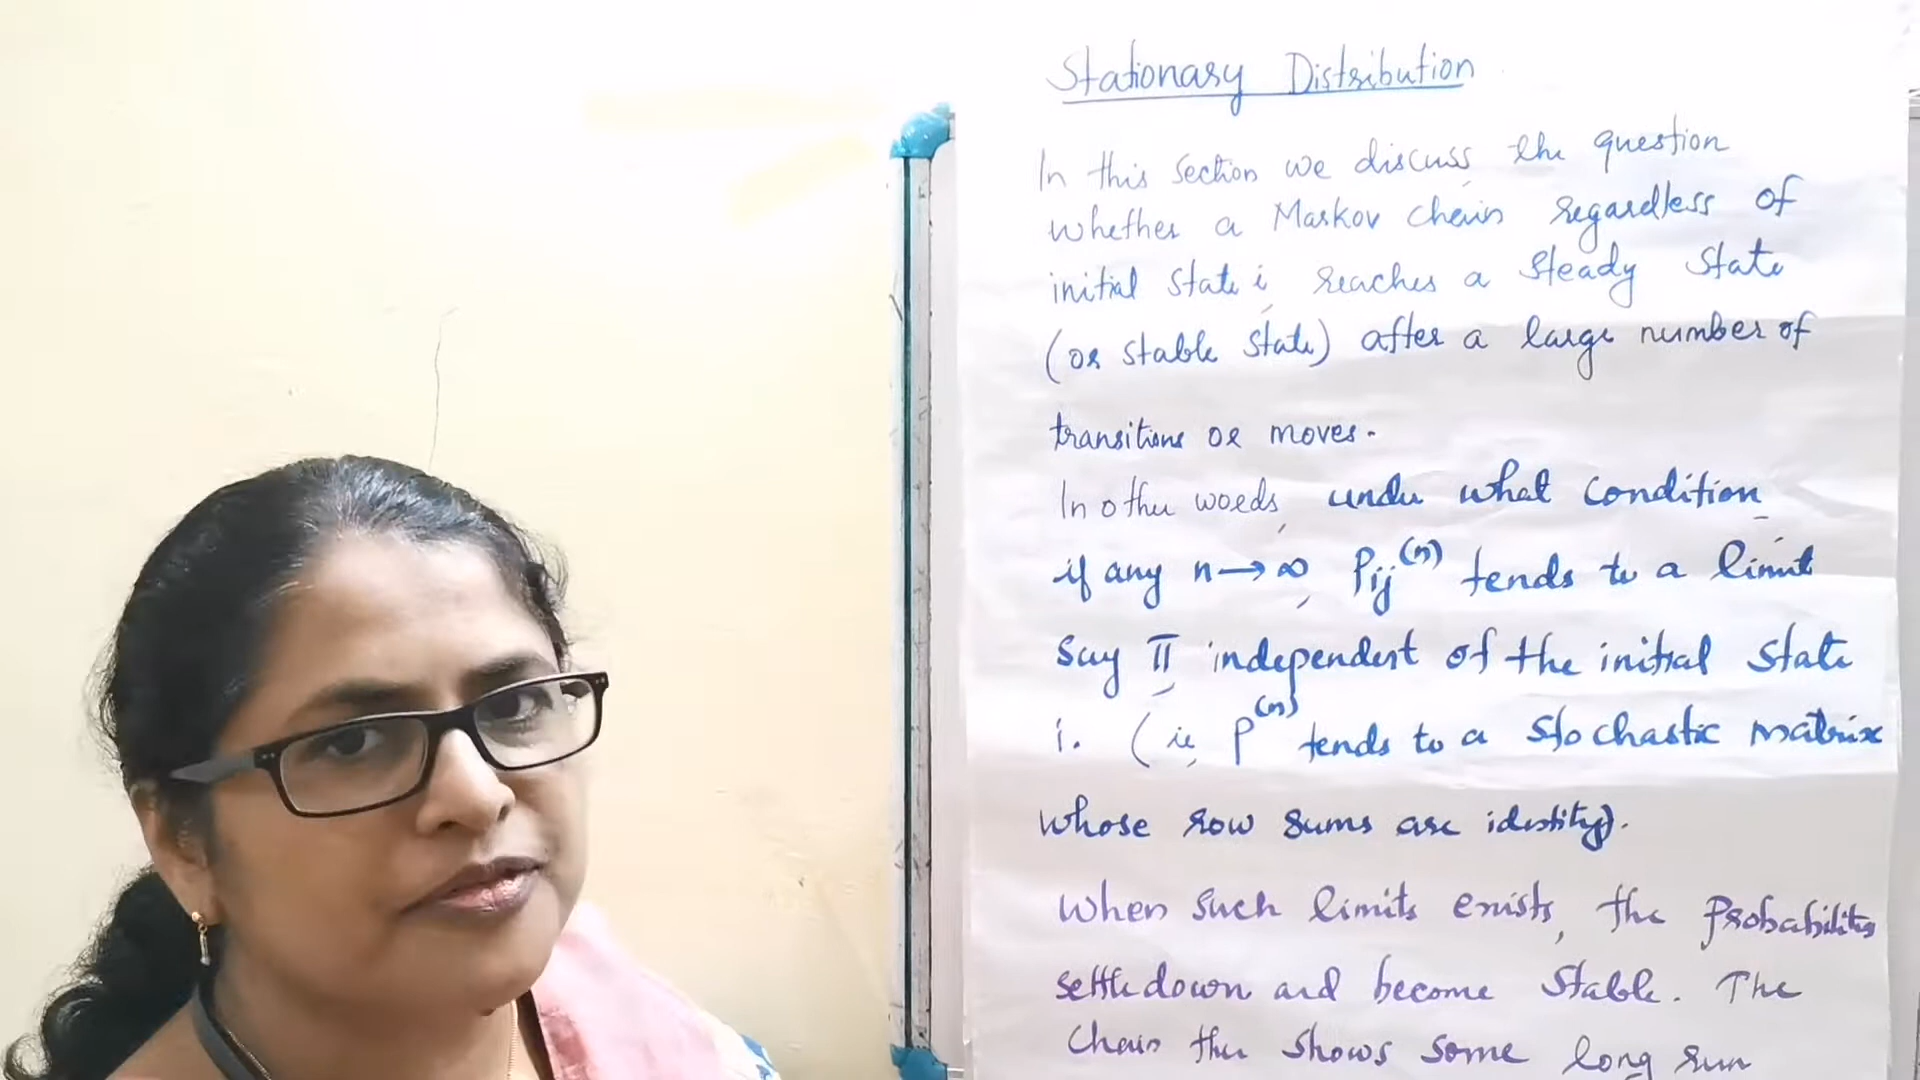 Stationary Distribution
In this section we discuss the question
whether a Markov chain regardless of
initial state i, reaches a steady state
(or stable state) after a large number of
transitions or moves.
In other words, under what condition
if any n→∞, Pij^(n) tends to a limit
say π independent of the initial state
i. (ie, P^(n) tends to a stochastic matrix
whose row sums are identity).
When such limits exists, the probabilities
settle down and become stable. The
chain then shows some long run